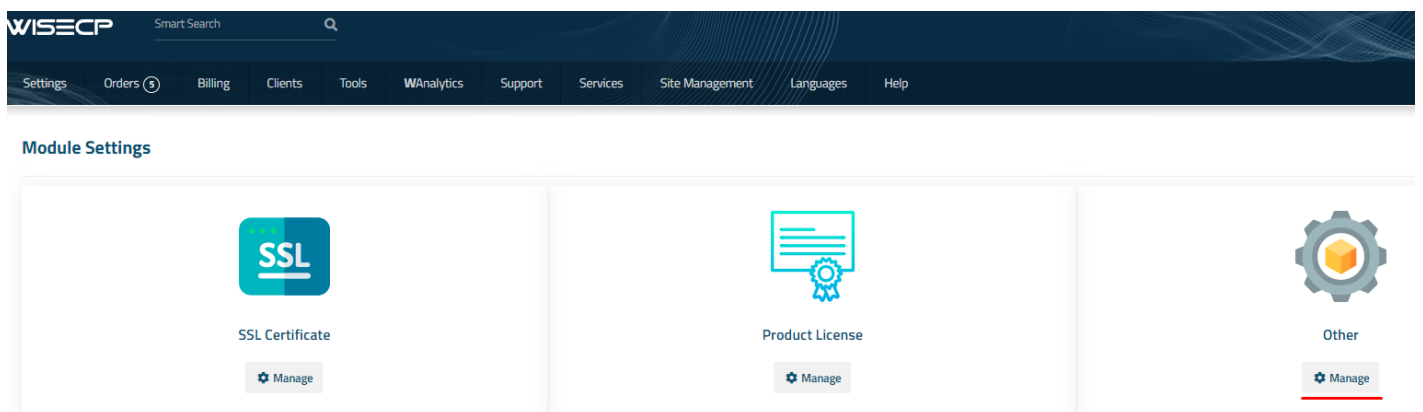 WISECP
Smart Search
Settings Orders 5 Billing Clients Tools WAnalytics Support Services Site Management Languages Help
Module Settings
SSL
SSL Certificate Product License Other
Manage Manage Manage